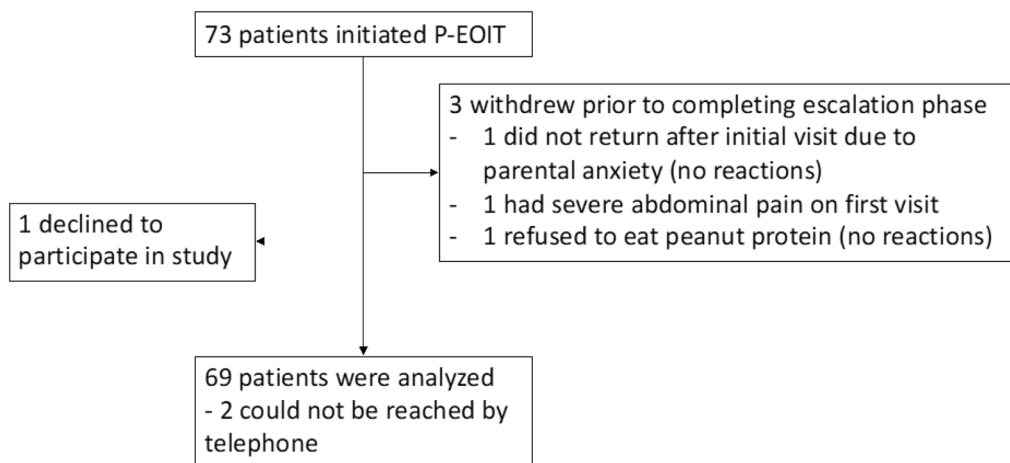 73 patients initiated P-EOIT
3 withdrew prior to completing escalation phase
- 1 did not return after initial visit due to
parental anxiety (no reactions)
- 1 had severe abdominal pain on first visit
- 1 refused to eat peanut protein (no reactions)
1 declined to
participate in study
69 patients were analyzed
- 2 could not be reached by
telephone